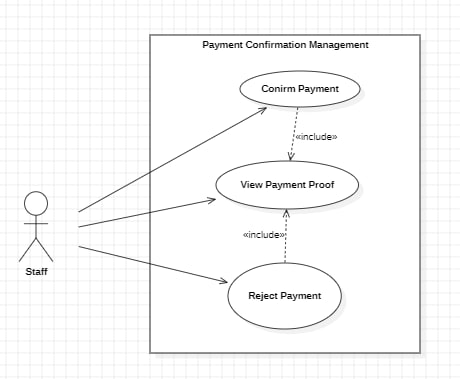 Payment Confirmation Management
Conirm Payment
«include»
View Payment Proof
«include»
Staff
Reject Payment